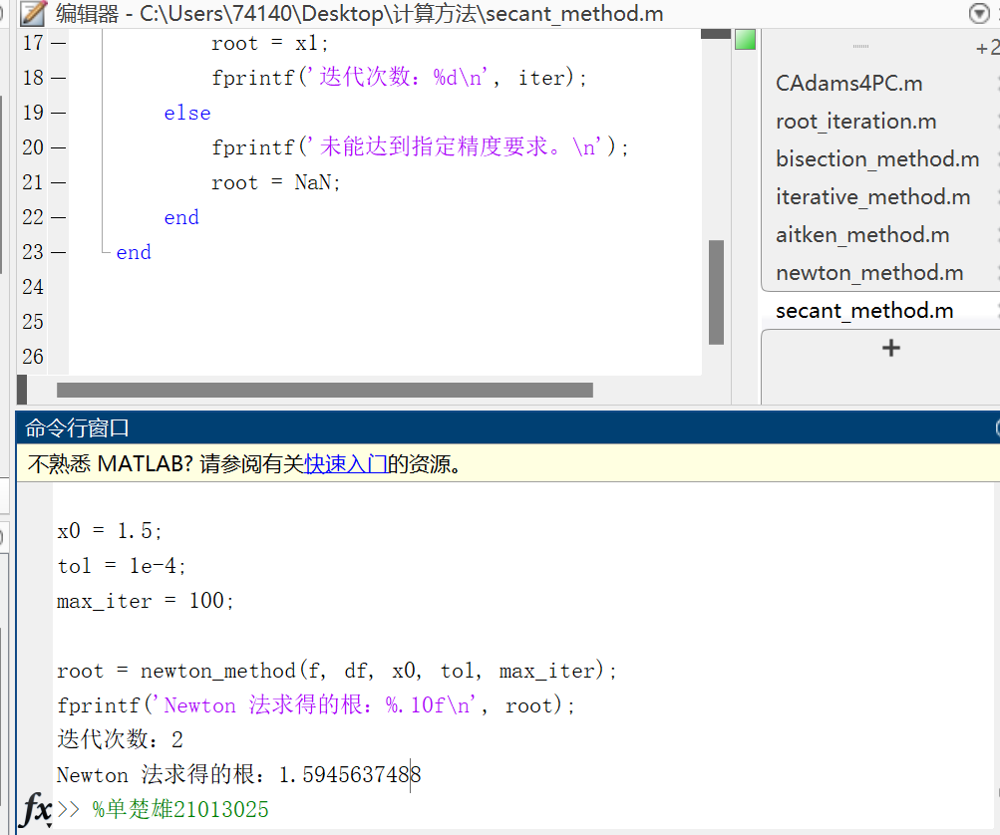 编辑器 - C:\Users\74140\Desktop\计算方法\secant_method.m
17 — root = x1;
18 — fprintf('迭代次数：%d\n', iter);
19 — else
20 — fprintf('未能达到指定精度要求。\n');
21 — root = NaN;
22 — end
23 — end
24
25
26
+2
CAdams4PC.m
root_iteration.m
bisection_method.m
iterative_method.m
aitken_method.m
newton_method.m
secant_method.m
+
命令行窗口
不熟悉 MATLAB? 请参阅有关快速入门的资源。
x0 = 1.5;
tol = 1e-4;
max_iter = 100;
root = newton_method(f, df, x0, tol, max_iter);
fprintf('Newton 法求得的根：%.10f\n', root);
迭代次数：2
Newton 法求得的根：1.5945637488
fx >> %单楚雄21013025